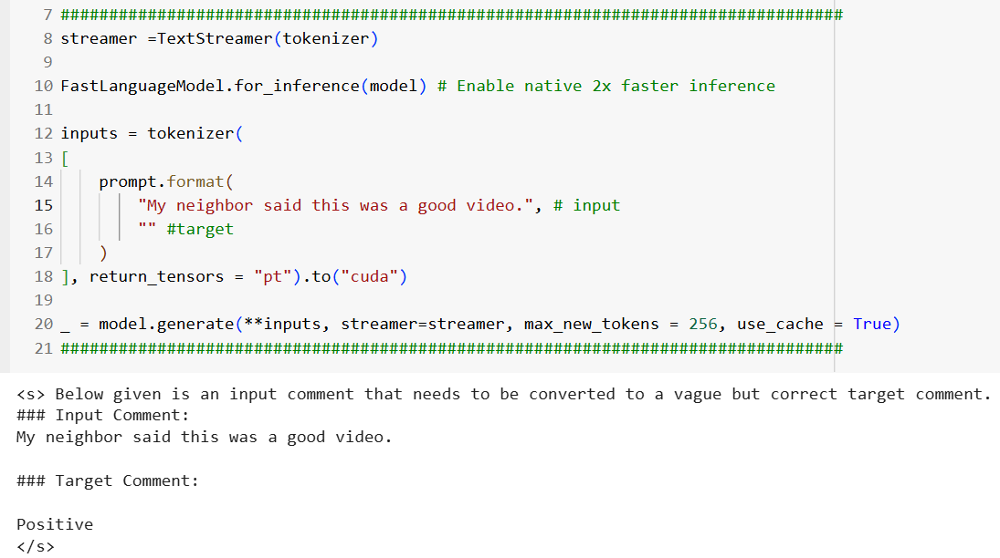 7 #################################################################################
8 streamer =TextStreamer(tokenizer)
9
10 FastLanguageModel.for_inference(model) # Enable native 2x faster inference
11
12 inputs = tokenizer(
13 [
14     prompt.format(
15         "My neighbor said this was a good video.", # input
16         "" #target
17     )
18 ], return_tensors = "pt").to("cuda")
19
20 _ = model.generate(**inputs, streamer=streamer, max_new_tokens = 256, use_cache = True)
21 #################################################################################
<s> Below given is an input comment that needs to be converted to a vague but correct target comment.
### Input Comment:
My neighbor said this was a good video.
### Target Comment:
Positive
</s>